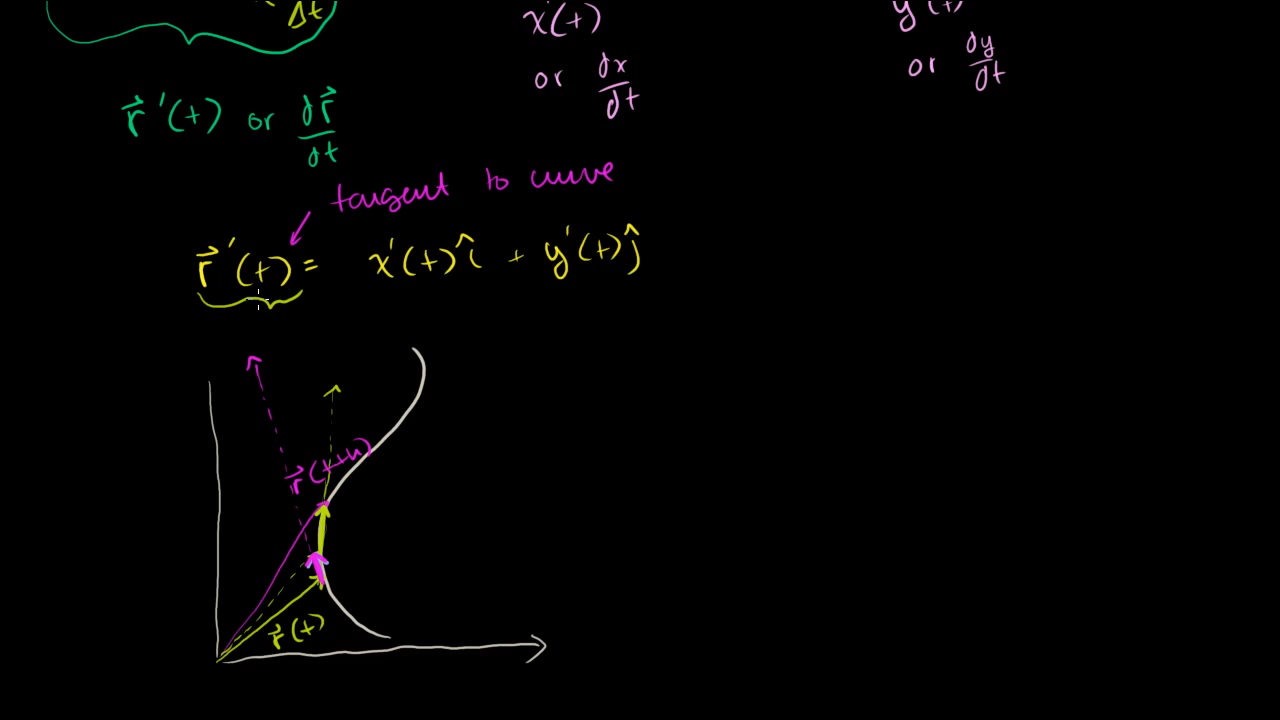 Δt
x'(t)
y'(t)
or dx/dt
or dy/dt
r⃗'(t) or dr⃗/dt
tangent to curve
r⃗'(t) = x'(t)î + y'(t)ĵ
r⃗(t+h)
r⃗(t)